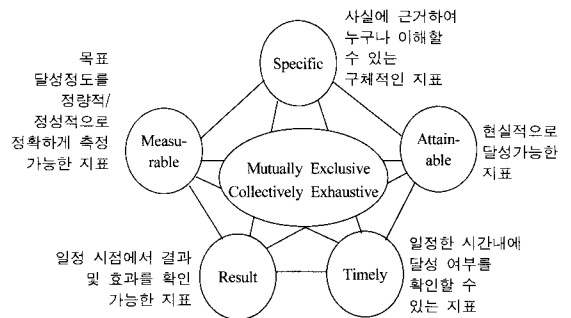 사실에 근거하여
누구나 이해할
수 있는
구체적인 지표
Specific
목표
달성정도를
정량적/
정성적으로
정확하게 측정
가능한 지표
Measu-
rable
Attain-
able
현실적으로
달성가능한
지표
Mutually Exclusive
Collectively Exhaustive
일정 시점에서 결과
및 효과를 확인
가능한 지표
Result
Timely
일정한 시간내에
달성 여부를
확인할 수
있는 지표